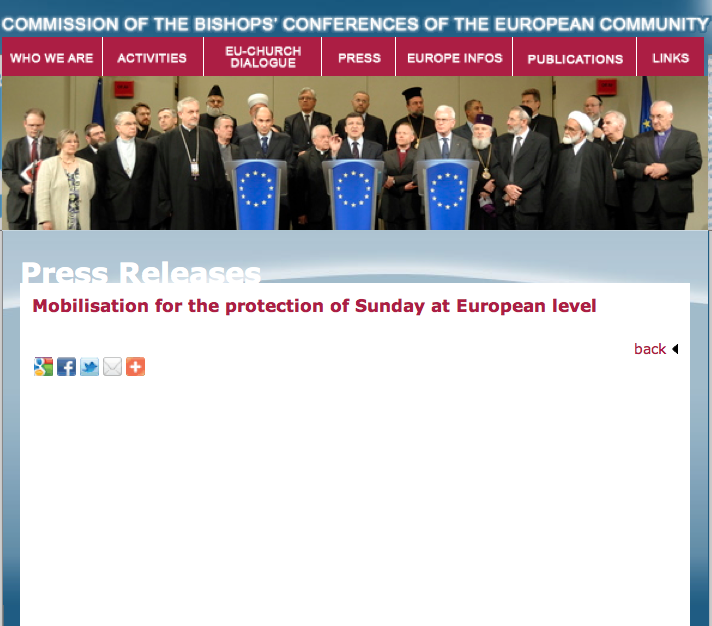 COMMISSION OF THE BISHOPS' CONFERENCES OF THE EUROPEAN COMMUNITY
WHO WE ARE
ACTIVITIES
EU-CHURCH
DIALOGUE
PRESS
EUROPE INFOS
PUBLICATIONS
LINKS
Press Releases
Mobilisation for the protection of Sunday at European level
back